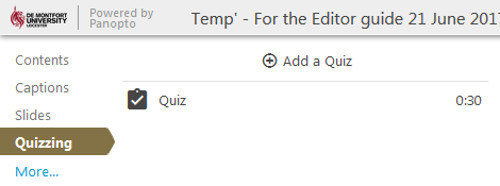 DE MONTFORT
UNIVERSITY
LEICESTER
Powered by
Panopto
Temp' - For the Editor guide 21 June 2017
Contents
Captions
Slides
Quizzing
More...
Add a Quiz
Quiz 0:30